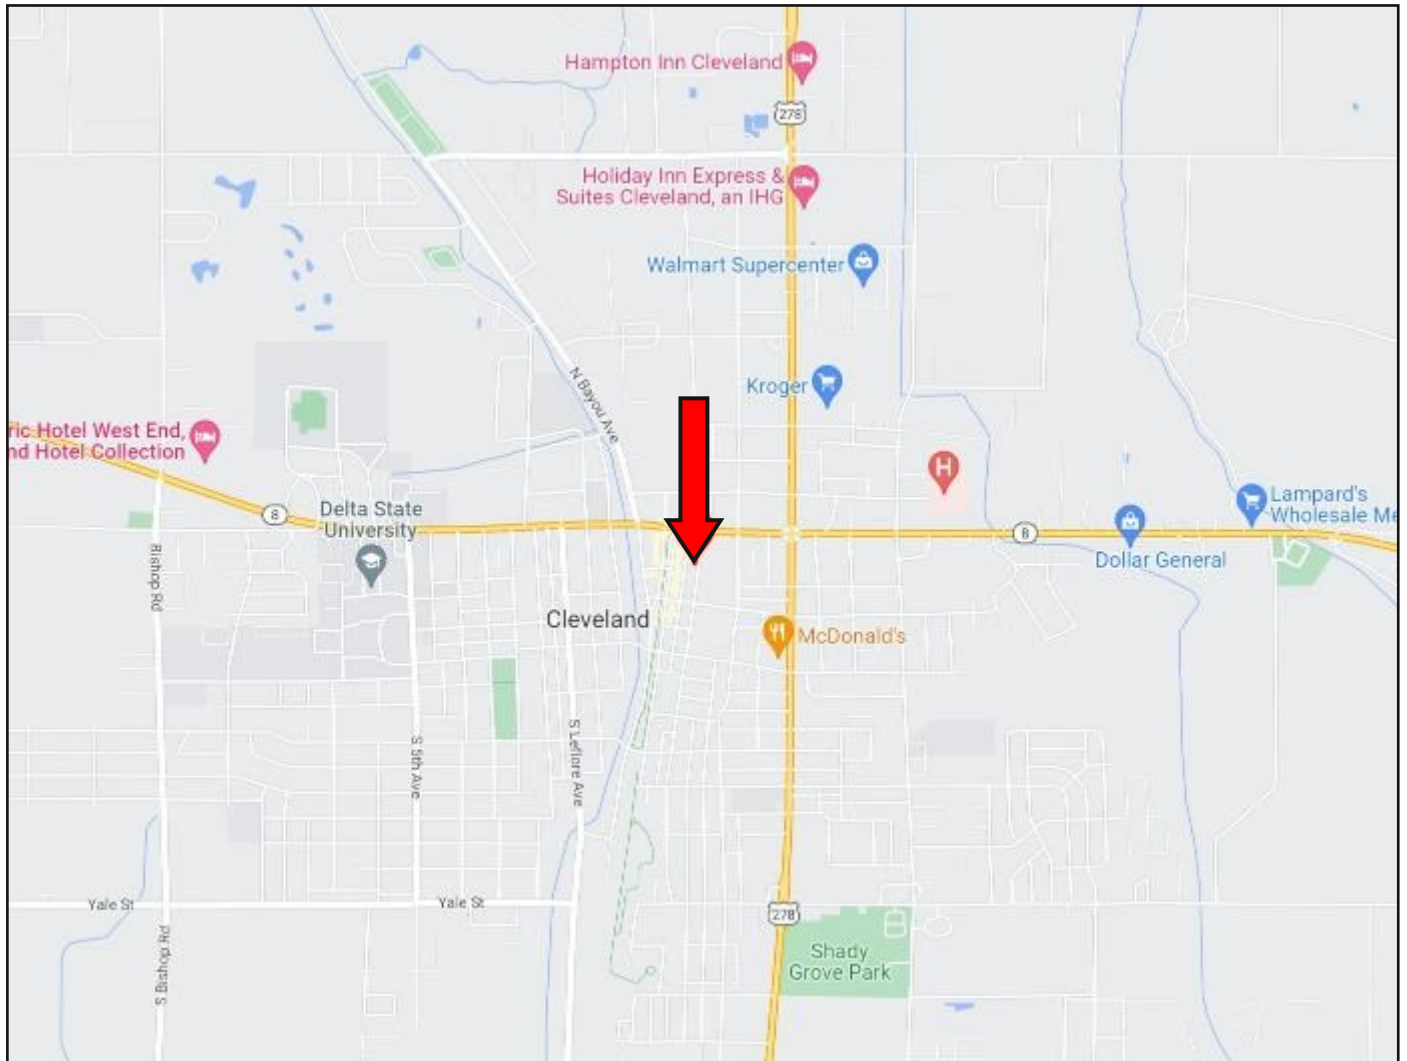 Hampton Inn Cleveland
278
Holiday Inn Express &
Suites Cleveland, an IHG
Walmart Supercenter
N Bayou Ave
Kroger
ric Hotel West End,
nd Hotel Collection
H
Lampard's
Wholesale Me
8
Delta State
University
8
Dollar General
Bishop Rd
Cleveland
McDonald's
S 5th Ave
S Leflore Ave
Yale St
Yale St
278
S Bishop Rd
Shady
Grove Park